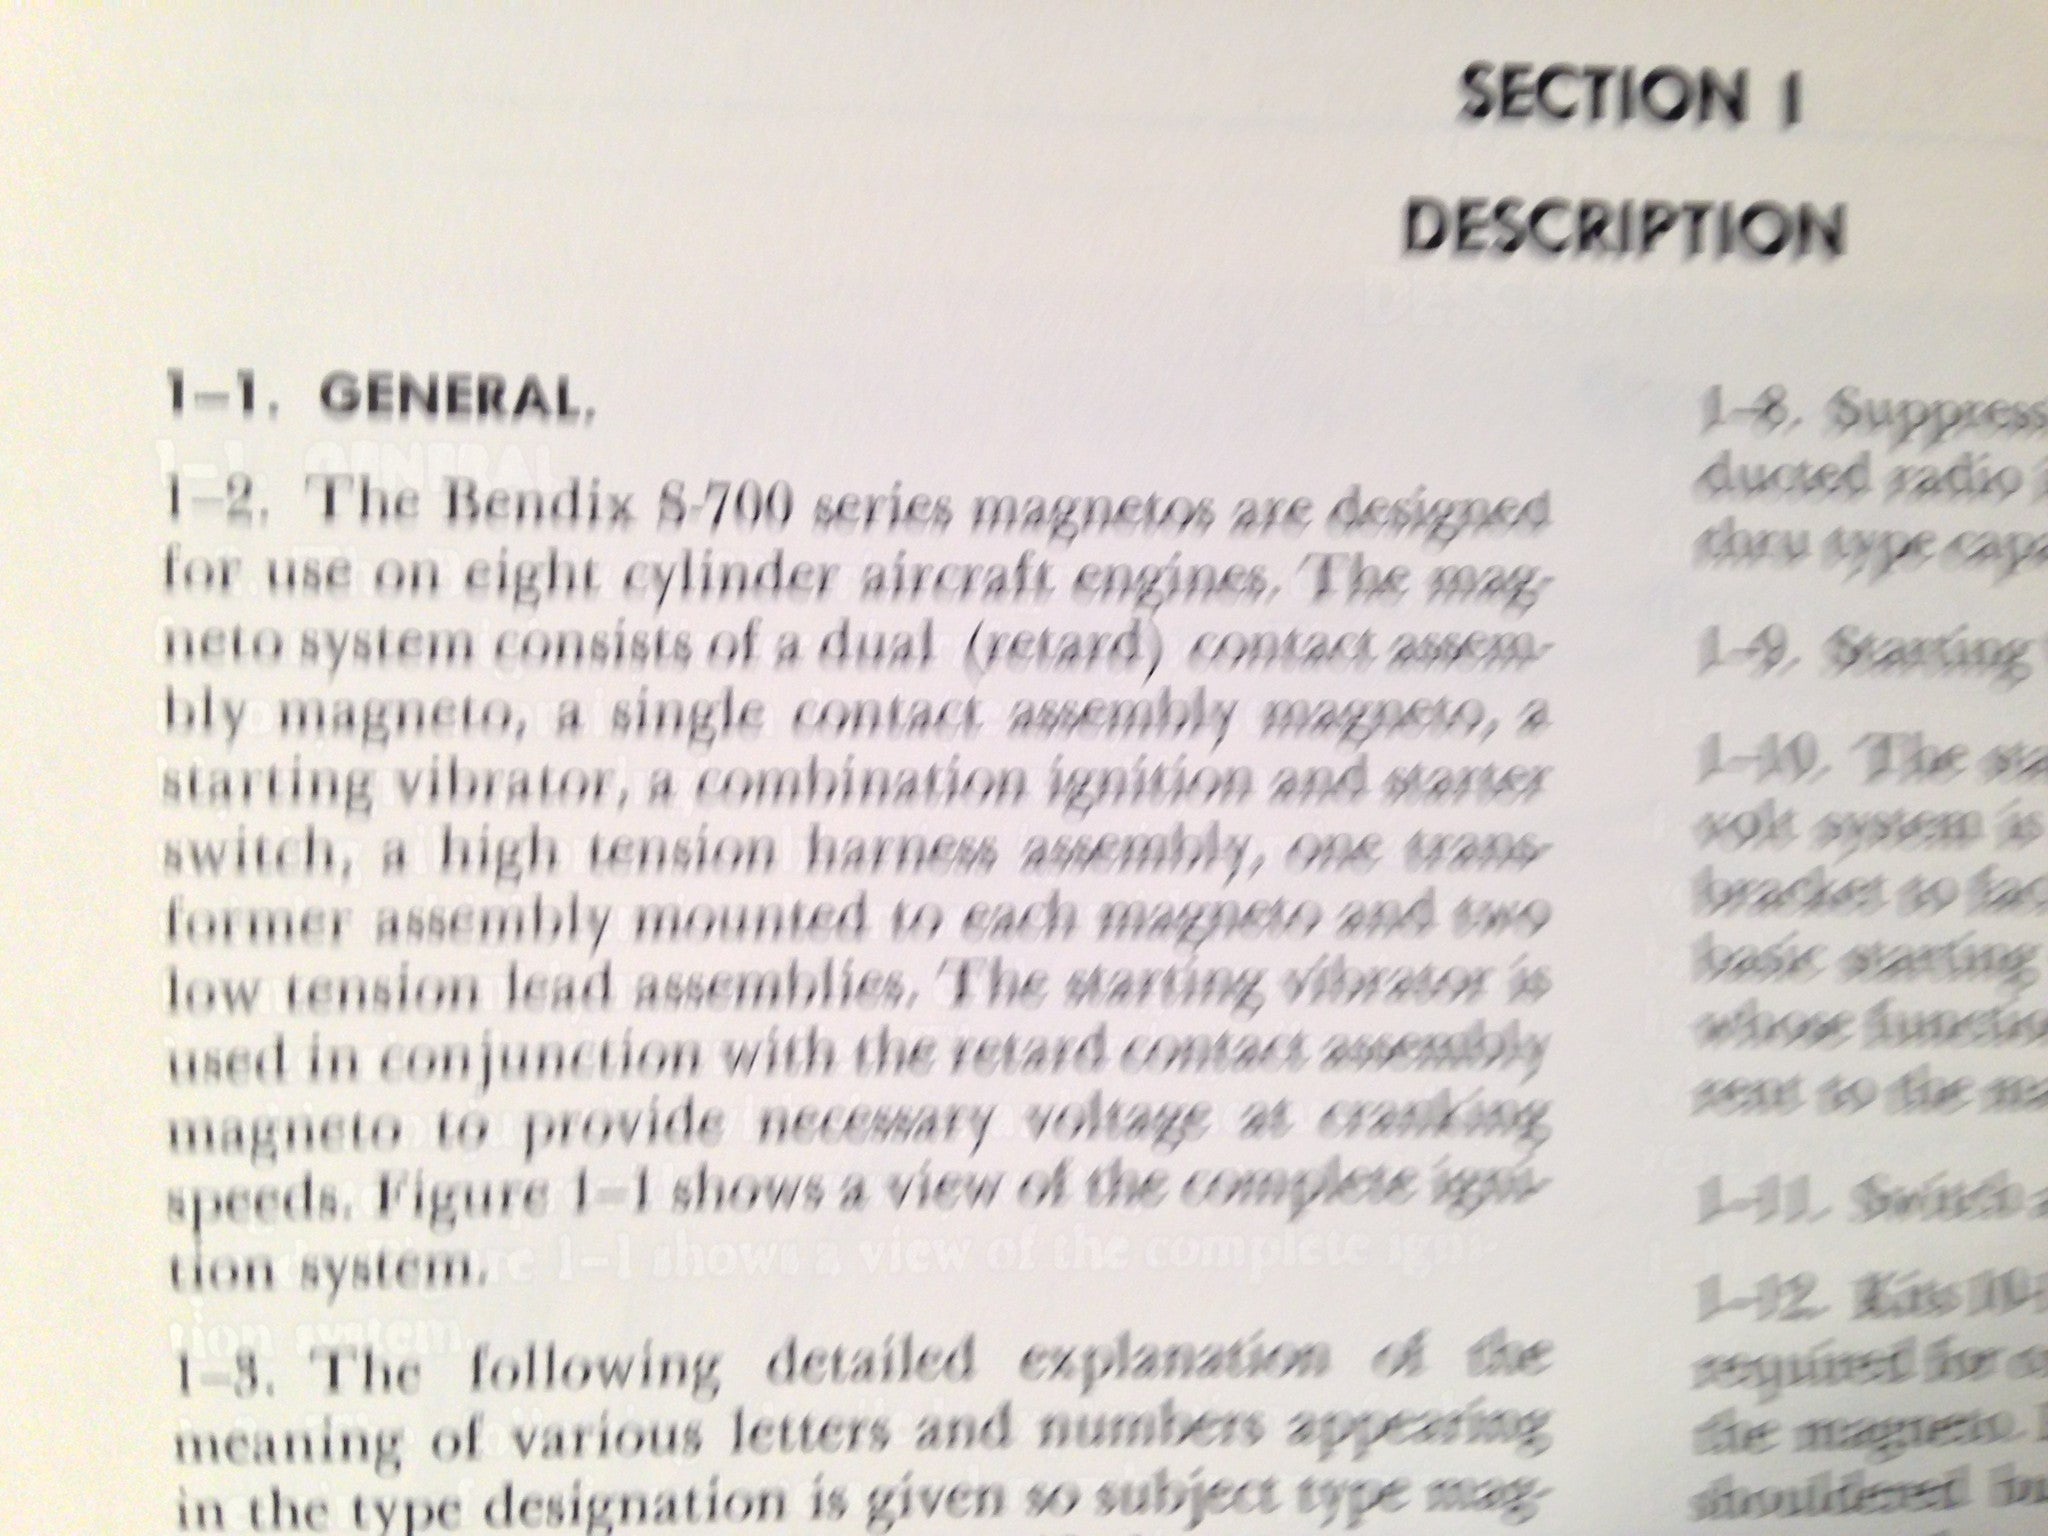 SECTION I
DESCRIPTION
1–1. GENERAL.
1–2. The Bendix S-700 series magnetos are designed
for use on eight cylinder aircraft engines. The mag-
neto system consists of a dual (retard) contact assem-
bly magneto, a single contact assembly magneto, a
starting vibrator, a combination ignition and starter
switch, a high tension harness assembly, one trans-
former assembly mounted to each magneto and two
low tension lead assemblies. The starting vibrator is
used in conjunction with the retard contact assembly
magneto to provide necessary voltage at cranking
speeds. Figure 1–1 shows a view of the complete igni-
tion system.
1–3. The following detailed explanation of the
meaning of various letters and numbers appearing
in the type designation is given so subject type mag-
1–8. Suppress
ducted radio
thru type capa
1–9. Starting
1–10. The sta
volt system is
bracket to fac
basic starting
whose functio
sent to the ma
1–11. Switch a
1–12. Kits 10-
required for
the magneto.
shouldered bu